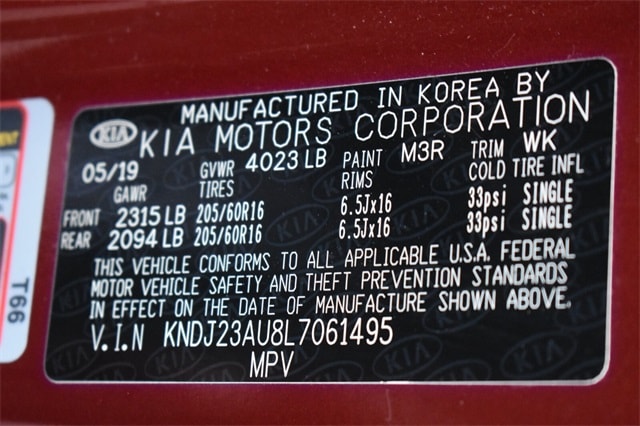 MANUFACTURED IN KOREA BY
KIA KIA MOTORS CORPORATION
05/19 GVWR 4023 LB PAINT M3R TRIM WK
GAWR TIRES RIMS COLD TIRE INFL
FRONT 2315 LB 205/60R16 6.5Jx16 33psi SINGLE
REAR 2094 LB 205/60R16 6.5Jx16 33psi SINGLE
THIS VEHICLE CONFORMS TO ALL APPLICABLE U.S.A. FEDERAL
MOTOR VEHICLE SAFETY AND THEFT PREVENTION STANDARDS
IN EFFECT ON THE DATE OF MANUFACTURE SHOWN ABOVE.
V.I.N KNDJ23AU8L7061495
MPV
T66